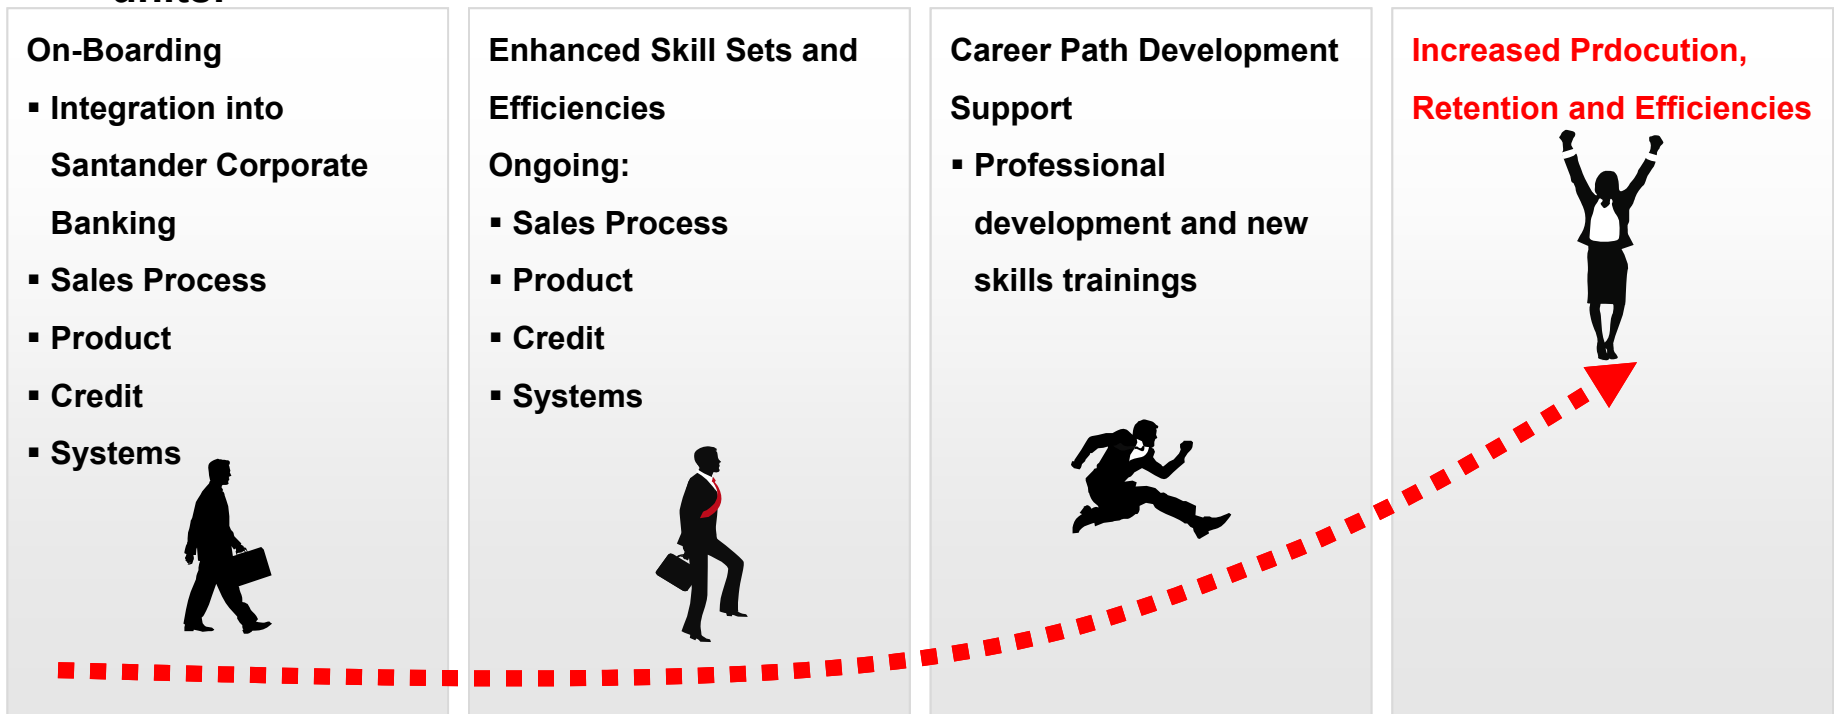 units.
On-Boarding
▪ Integration into
Santander Corporate
Banking
▪ Sales Process
▪ Product
▪ Credit
▪ Systems
Enhanced Skill Sets and
Efficiencies
Ongoing:
▪ Sales Process
▪ Product
▪ Credit
▪ Systems
Career Path Development
Support
▪ Professional
development and new
skills trainings
Increased Prdocution,
Retention and Efficiencies